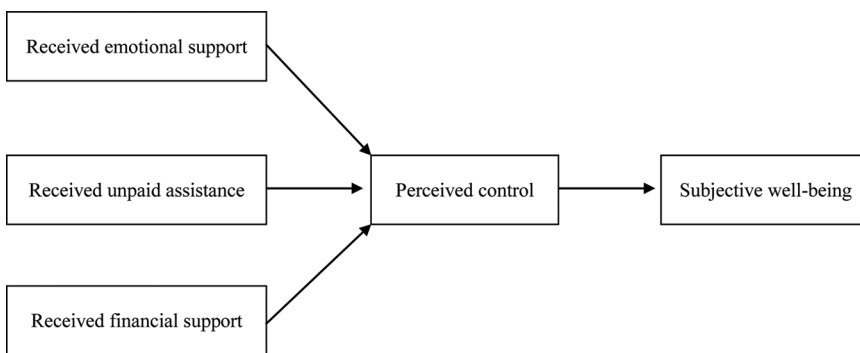 Received emotional support
Received unpaid assistance
Perceived control
Subjective well-being
Received financial support